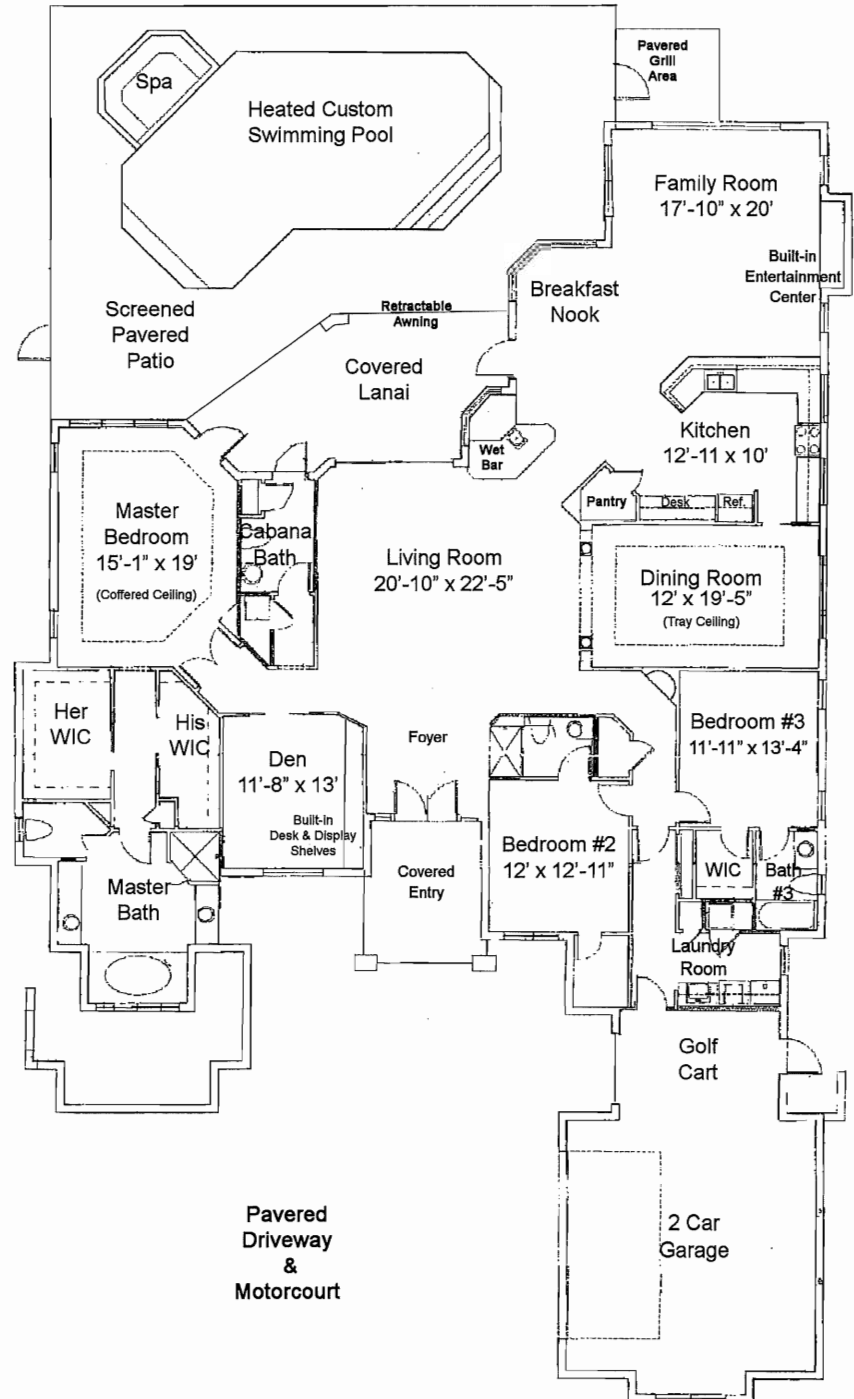 Pavered
Grill
Area
Spa
Heated Custom
Swimming Pool
Family Room
17'-10" x 20'
Built-in
Entertainment
Center
Breakfast
Nook
Retractable
Awning
Screened
Pavered
Patio
Covered
Lanai
Kitchen
12'-11 x 10'
Wet
Bar
Pantry
Desk
Ref.
Master
Bedroom
15'-1" x 19'
(Coffered Ceiling)
Cabana
Bath
Living Room
20'-10" x 22'-5"
Dining Room
12' x 19'-5"
(Tray Ceiling)
Her
WIC
His
WIC
Den
11'-8" x 13'
Built-in
Desk & Display
Shelves
Foyer
Bedroom #3
11'-11" x 13'-4"
Bedroom #2
12' x 12'-11"
Covered
Entry
WIC
Bath
#3
Master
Bath
Laundry
Room
Golf
Cart
2 Car
Garage
Pavered
Driveway
&
Motorcourt